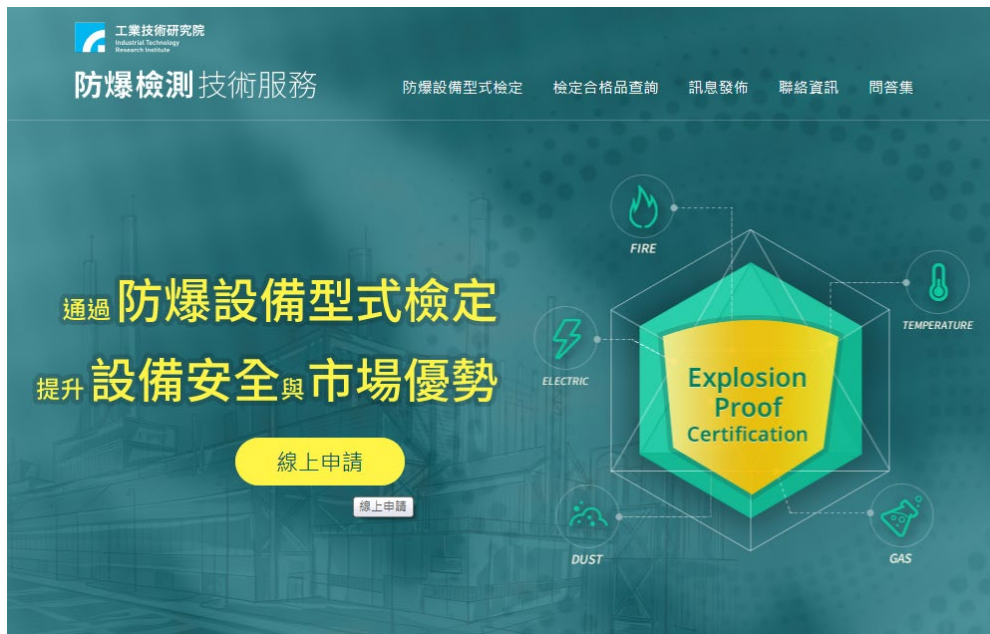 工業技術研究院
Industrial Technology
Research Institute
防爆檢測技術服務
防爆設備型式檢定 檢定合格品查詢 訊息發佈 聯絡資訊 問答集
FIRE
TEMPERATURE
通過防爆設備型式檢定
提升設備安全與市場優勢
ELECTRIC
Explosion
Proof
Certification
線上申請
線上申請
DUST
GAS